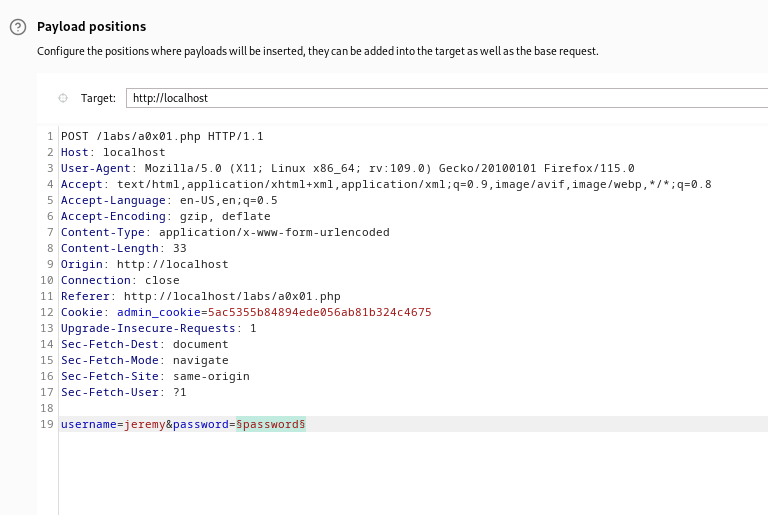 Payload positions
Configure the positions where payloads will be inserted, they can be added into the target as well as the base request.
Target: http://localhost
1 POST /labs/a0x01.php HTTP/1.1
2 Host: localhost
3 User-Agent: Mozilla/5.0 (X11; Linux x86_64; rv:109.0) Gecko/20100101 Firefox/115.0
4 Accept: text/html,application/xhtml+xml,application/xml;q=0.9,image/avif,image/webp,*/*;q=0.8
5 Accept-Language: en-US,en;q=0.5
6 Accept-Encoding: gzip, deflate
7 Content-Type: application/x-www-form-urlencoded
8 Content-Length: 33
9 Origin: http://localhost
10 Connection: close
11 Referer: http://localhost/labs/a0x01.php
12 Cookie: admin_cookie=5ac5355b84894ede056ab81b324c4675
13 Upgrade-Insecure-Requests: 1
14 Sec-Fetch-Dest: document
15 Sec-Fetch-Mode: navigate
16 Sec-Fetch-Site: same-origin
17 Sec-Fetch-User: ?1
18
19 username=jeremy&password=§password§